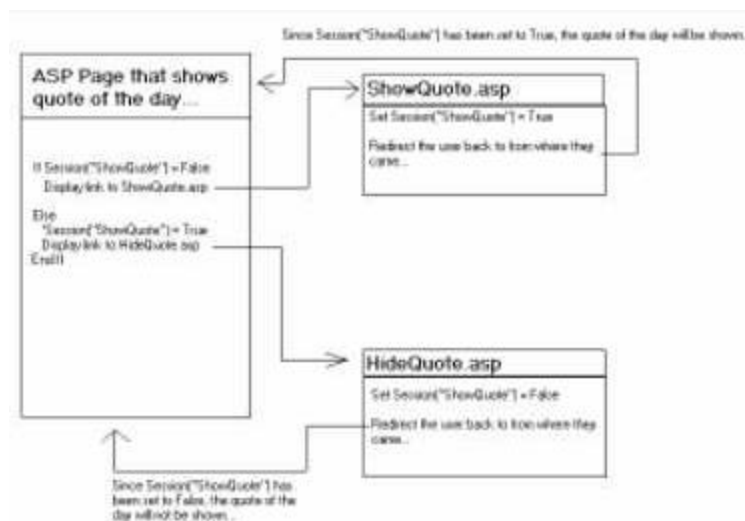 Since Session("ShowQuote") has been set to True, the quote of the day will be shown.
ASP Page that shows
quote of the day...
If Session("ShowQuote") = False
Display link to ShowQuote.asp
Else
'Session("ShowQuote") = True
Display link to HideQuote.asp
End If
ShowQuote.asp
Set Session("ShowQuote") = True
Redirect the user back to from where they
came...
HideQuote.asp
Set Session("ShowQuote") = False
Redirect the user back to from where they
came...
Since Session("ShowQuote") has
been set to False, the quote of the
day will not be shown...